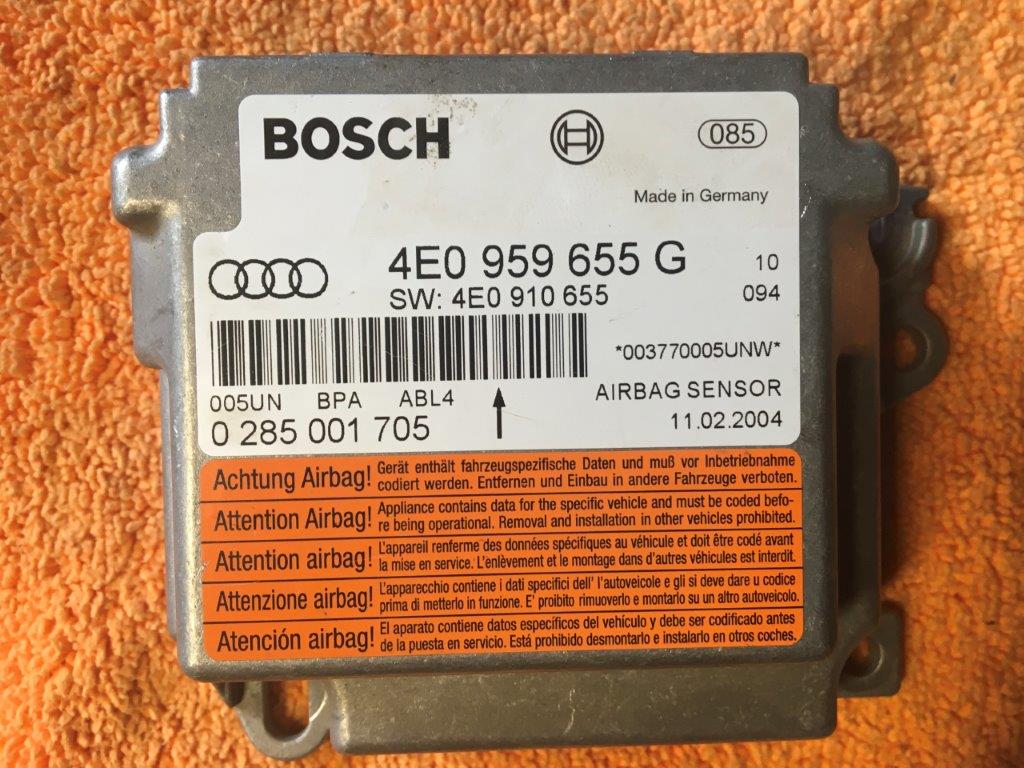 BOSCH
085
Made in Germany
4E0 959 655 G 10
SW: 4E0 910 655 094
*003770005UNW*
005UN BPA ABL4 AIRBAG SENSOR
0 285 001 705 11.02.2004
Achtung Airbag! Gerät enthält fahrzeugspezifische Daten und muß vor Inbetriebnahme
codiert werden. Entfernen und Einbau in andere Fahrzeuge verboten.
Attention Airbag! Appliance contains data for the specific vehicle and must be coded befo-
re being operational. Removal and installation in other vehicles prohibited.
Attention airbag! L'appareil renferme des données spécifiques au véhicule et doit être codé avant
la mise en service. L'enlèvement et le montage dans d'autres véhicules est interdit.
Attenzione airbag! L'apparecchio contiene i dati specifici dell' l'autoveicole e gli si deve dare u codice
prima di metterlo in funzione. E' proibito rimuoverlo e montarlo su un altro autoveicolo.
Atención airbag! El aparato contiene datos específicos del vehículo y debe ser codificado antes
de la puesta en servicio. Está prohibido desmontarlo e instalarlo en otros coches.